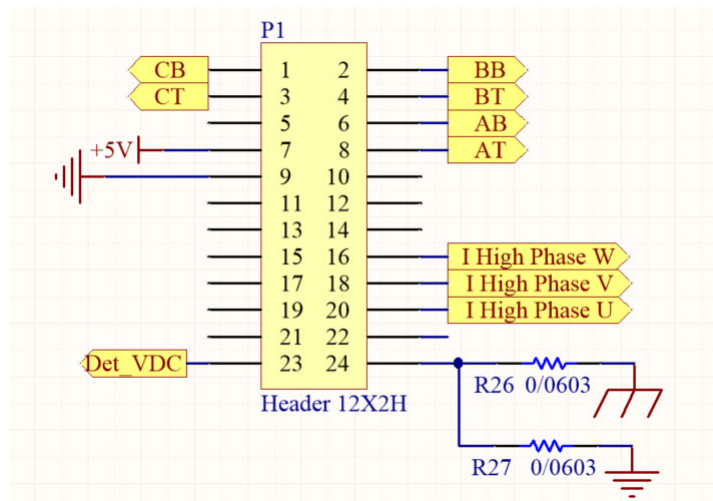 P1
CB 1 2 BB
CT 3 4 BT
5 6 AB
+5V 7 8 AT
9 10
11 12
13 14
15 16 I High Phase W
17 18 I High Phase V
19 20 I High Phase U
21 22
Det_VDC 23 24
R26 0/0603
Header 12X2H
R27 0/0603